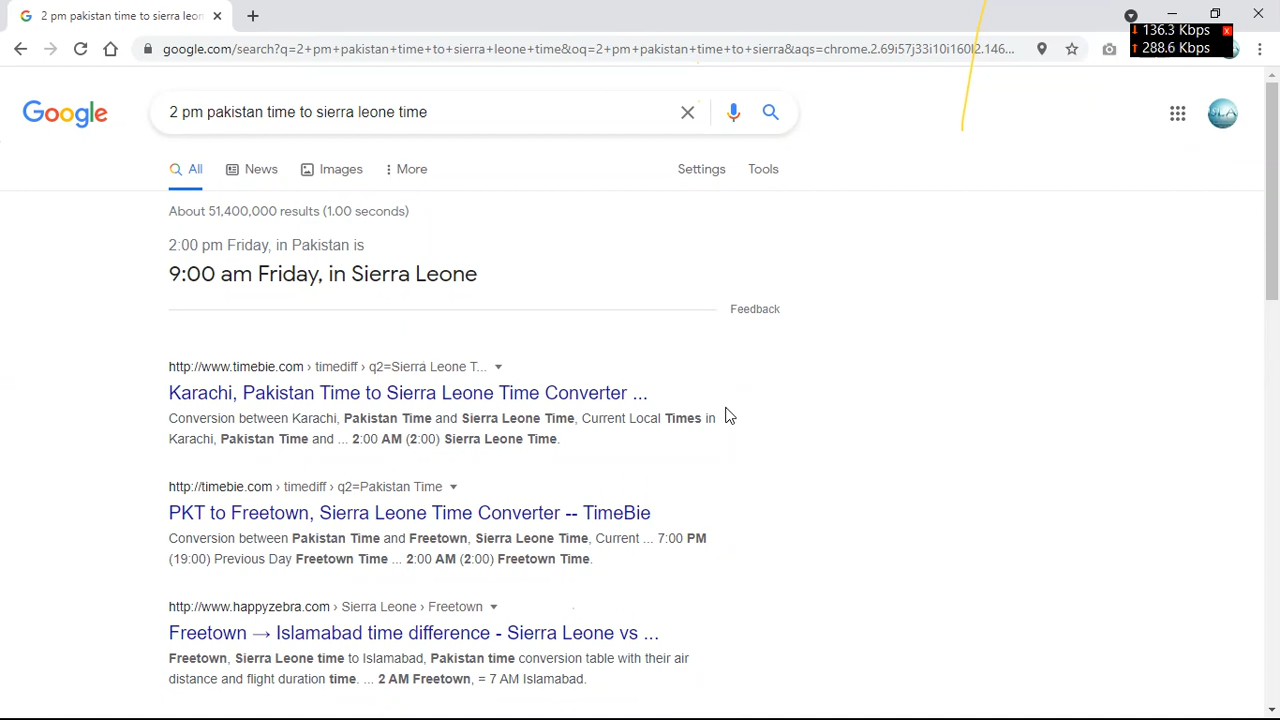 2 pm pakistan time to sierra leon
136.3 Kbps x
288.6 Kbps
google.com/search?q=2+pm+pakistan+time+to+sierra+leone+time&oq=2+pm+pakistan+time+to+sierra&aqs=chrome.2.69i57j33i10i160l2.146...
Google
2 pm pakistan time to sierra leone time
SLA
All News Images More Settings Tools
About 51,400,000 results (1.00 seconds)
2:00 pm Friday, in Pakistan is
9:00 am Friday, in Sierra Leone
Feedback
http://www.timebie.com › timediff › q2=Sierra Leone T...
Karachi, Pakistan Time to Sierra Leone Time Converter ...
Conversion between Karachi, Pakistan Time and Sierra Leone Time, Current Local Times in
Karachi, Pakistan Time and ... 2:00 AM (2:00) Sierra Leone Time.
http://timebie.com › timediff › q2=Pakistan Time
PKT to Freetown, Sierra Leone Time Converter -- TimeBie
Conversion between Pakistan Time and Freetown, Sierra Leone Time, Current ... 7:00 PM
(19:00) Previous Day Freetown Time ... 2:00 AM (2:00) Freetown Time.
http://www.happyzebra.com › Sierra Leone › Freetown
Freetown → Islamabad time difference - Sierra Leone vs ...
Freetown, Sierra Leone time to Islamabad, Pakistan time conversion table with their air
distance and flight duration time. ... 2 AM Freetown, = 7 AM Islamabad.